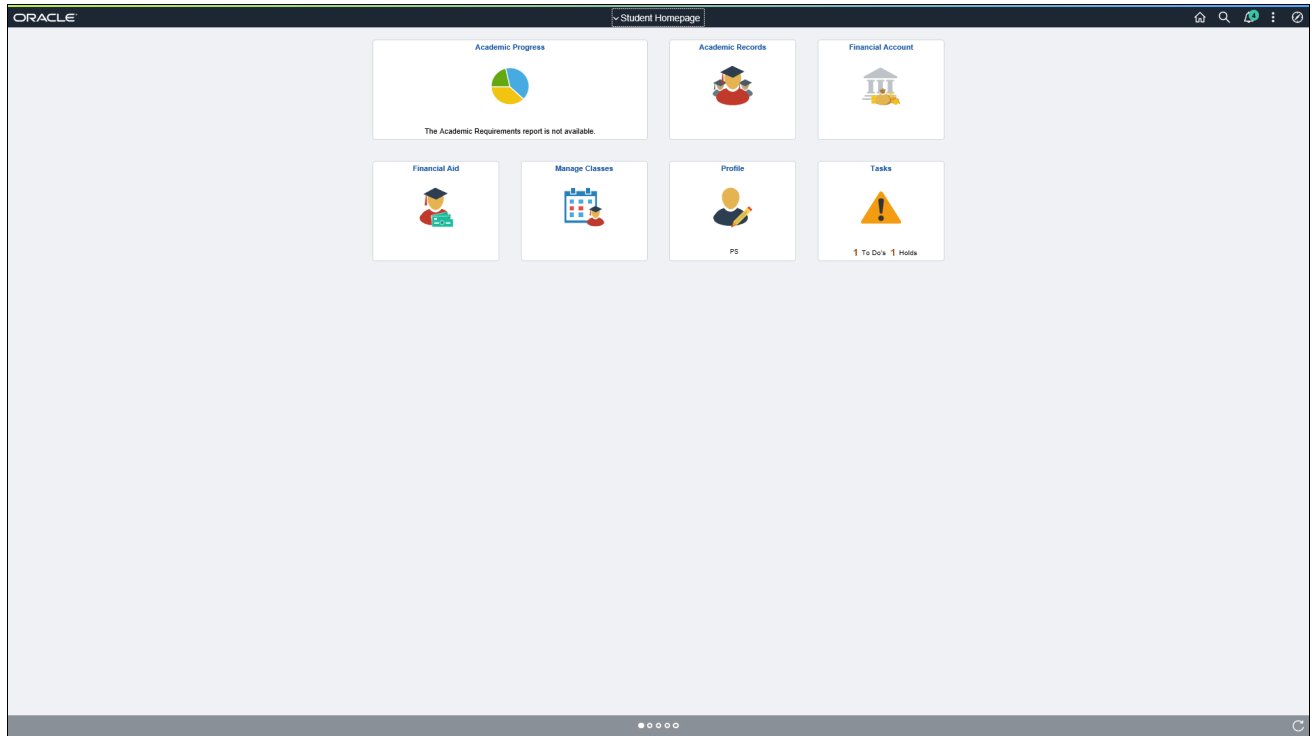 ORACLE
Student Homepage
4
Academic Progress
The Academic Requirements report is not available.
Academic Records
Financial Account
Financial Aid
Manage Classes
Profile
PS
Tasks
1 To Do's 1 Holds